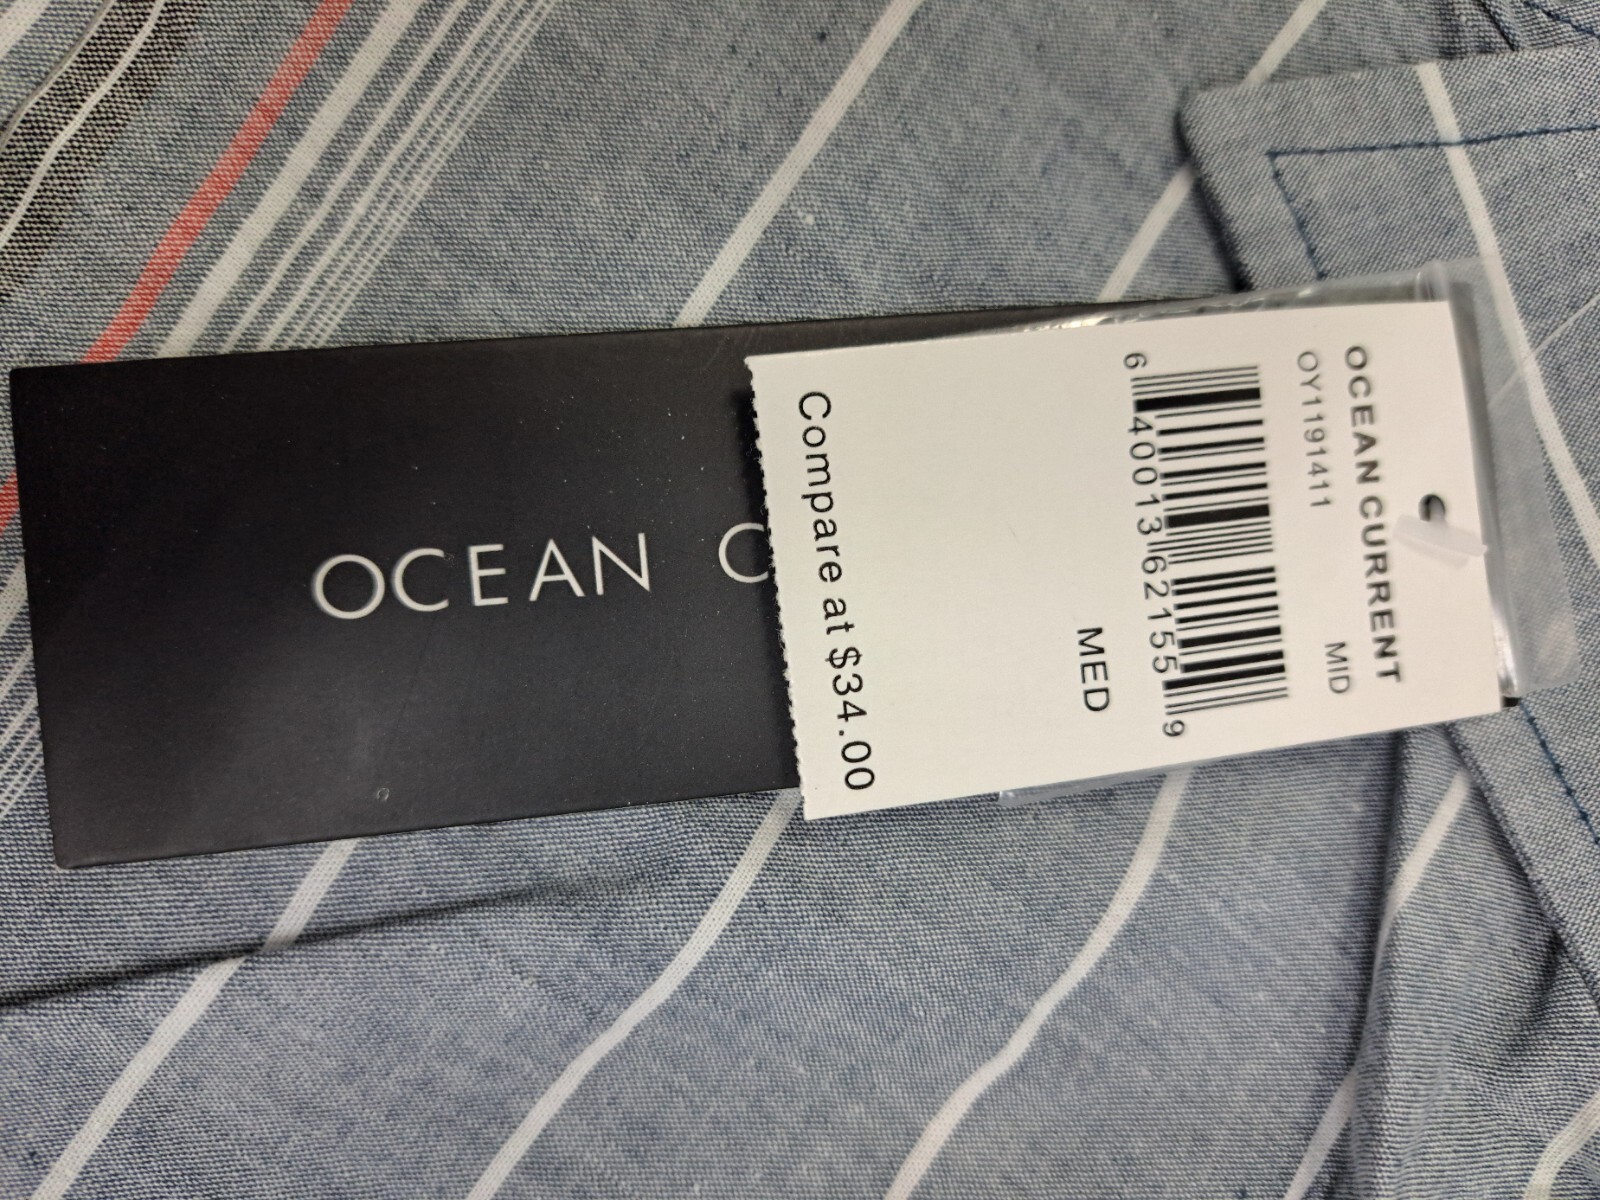 OCEAN C
OCEAN CURRENT
OY1191411 MID
6 40013 62155 9
MED
Compare at $34.00